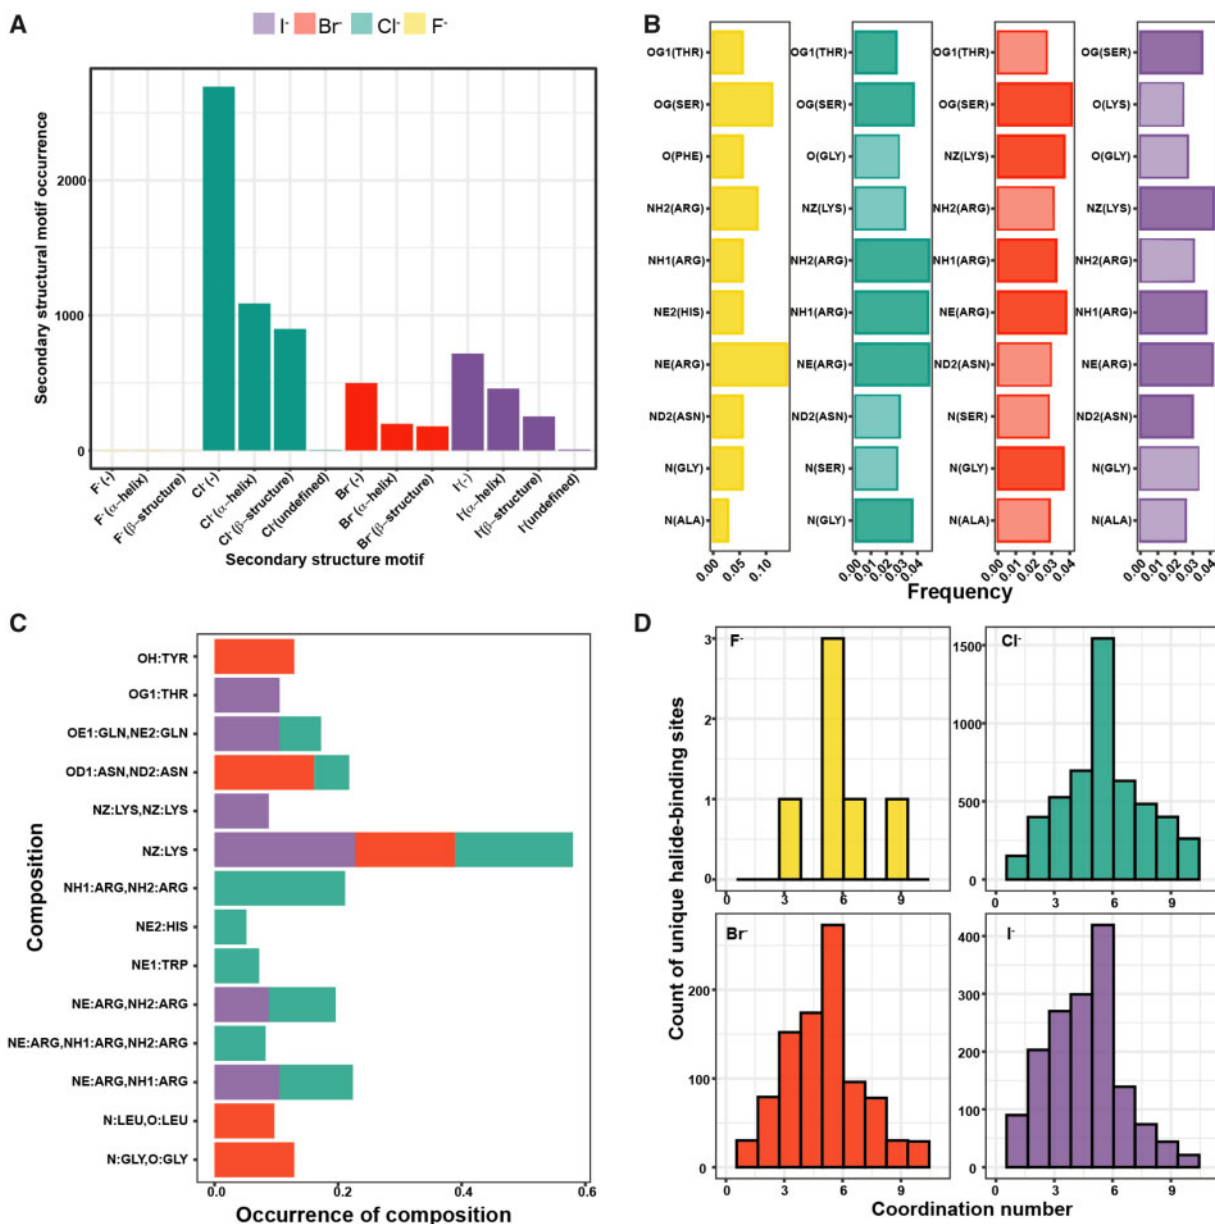 A
I⁻ Br⁻ Cl⁻ F⁻
Secondary structural motif occurrence
2000
1000
0
F⁻(-)
F⁻(α−helix)
F⁻(β−structure)
Cl⁻(-)
Cl⁻(α−helix)
Cl⁻(β−structure)
Cl⁻(undefined)
Br⁻(-)
Br⁻(α−helix)
Br⁻(β−structure)
I⁻(-)
I⁻(α−helix)
I⁻(β−structure)
I⁻(undefined)
Secondary structure motif
B
OG1(THR)
OG(SER)
O(PHE)
NH2(ARG)
NH1(ARG)
NE2(HIS)
NE(ARG)
ND2(ASN)
N(GLY)
N(ALA)
0.00 0.05 0.10
OG1(THR)
OG(SER)
O(GLY)
NZ(LYS)
NH2(ARG)
NH1(ARG)
NE(ARG)
ND2(ASN)
N(SER)
N(GLY)
0.00 0.01 0.02 0.03 0.04
OG1(THR)
OG(SER)
NZ(LYS)
NH2(ARG)
NH1(ARG)
NE(ARG)
ND2(ASN)
N(SER)
N(GLY)
N(ALA)
0.00 0.01 0.02 0.03 0.04
OG(SER)
O(LYS)
O(GLY)
NZ(LYS)
NH2(ARG)
NH1(ARG)
NE(ARG)
ND2(ASN)
N(GLY)
N(ALA)
0.00 0.01 0.02 0.03 0.04
Frequency
C
Composition
OH:TYR
OG1:THR
OE1:GLN,NE2:GLN
OD1:ASN,ND2:ASN
NZ:LYS,NZ:LYS
NZ:LYS
NH1:ARG,NH2:ARG
NE2:HIS
NE1:TRP
NE:ARG,NH2:ARG
NE:ARG,NH1:ARG,NH2:ARG
NE:ARG,NH1:ARG
N:LEU,O:LEU
N:GLY,O:GLY
0.0 0.2 0.4 0.6
Occurrence of composition
D
Count of unique halide-binding sites
F⁻
3
2
1
0
0 3 6 9
Cl⁻
1500
1000
500
0
0 3 6 9
Br⁻
200
100
0
0 3 6 9
I⁻
400
300
200
100
0
0 3 6 9
Coordination number